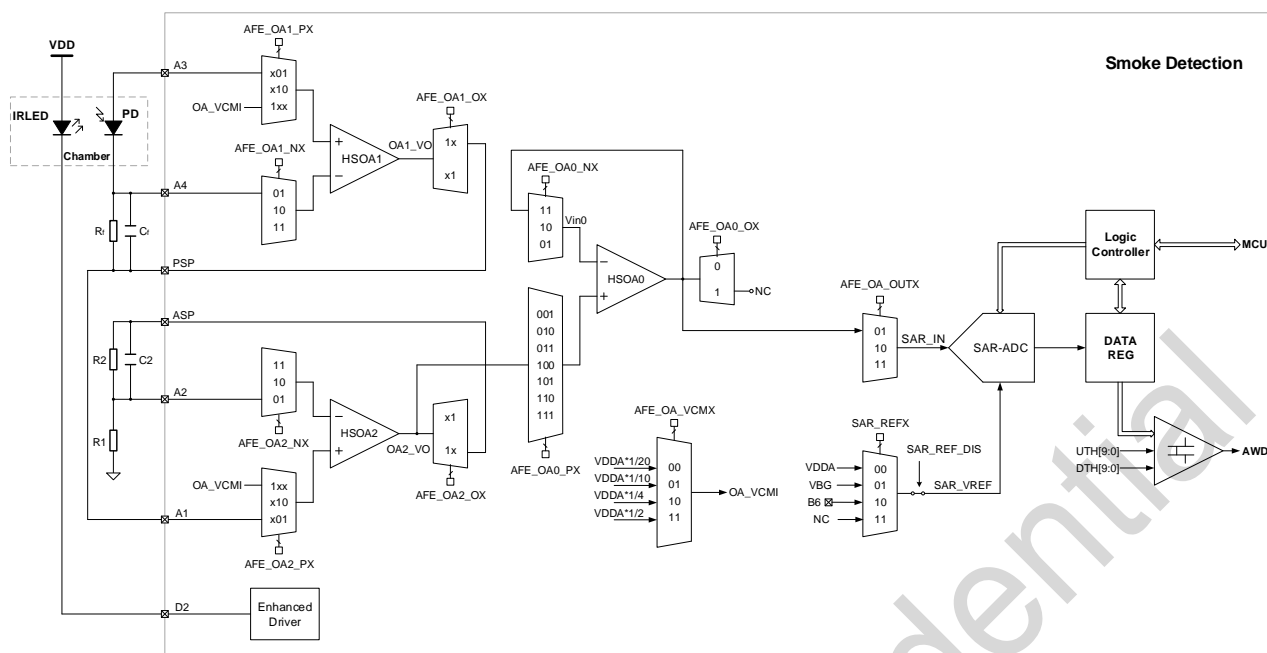 Smoke Detection
VDD
IRLED
PD
Chamber
A3
AFE_OA1_PX
x01
x10
1xx
OA_VCMI
HSOA1
+
−
OA1_VO
AFE_OA1_OX
1x
x1
AFE_OA1_NX
A4
01
10
11
Rf
Cf
PSP
ASP
R2
C2
A2
R1
11
10
01
AFE_OA2_NX
−
+
HSOA2
OA2_VO
x1
1x
AFE_OA2_OX
OA_VCMI
1xx
x10
x01
A1
AFE_OA2_PX
D2
Enhanced
Driver
AFE_OA0_NX
11
10
01
Vin0
−
+
HSOA0
AFE_OA0_OX
0
1
NC
001
010
011
100
101
110
111
AFE_OA0_PX
AFE_OA_VCMX
VDDA*1/20
VDDA*1/10
VDDA*1/4
VDDA*1/2
00
01
10
11
OA_VCMI
AFE_OA_OUTX
01
10
11
SAR_IN
SAR-ADC
SAR_REFX
VDDA
VBG
B6
NC
00
01
10
11
SAR_REF_DIS
SAR_VREF
Logic
Controller
MCU
DATA
REG
UTH[9:0]
DTH[9:0]
AWD
dential